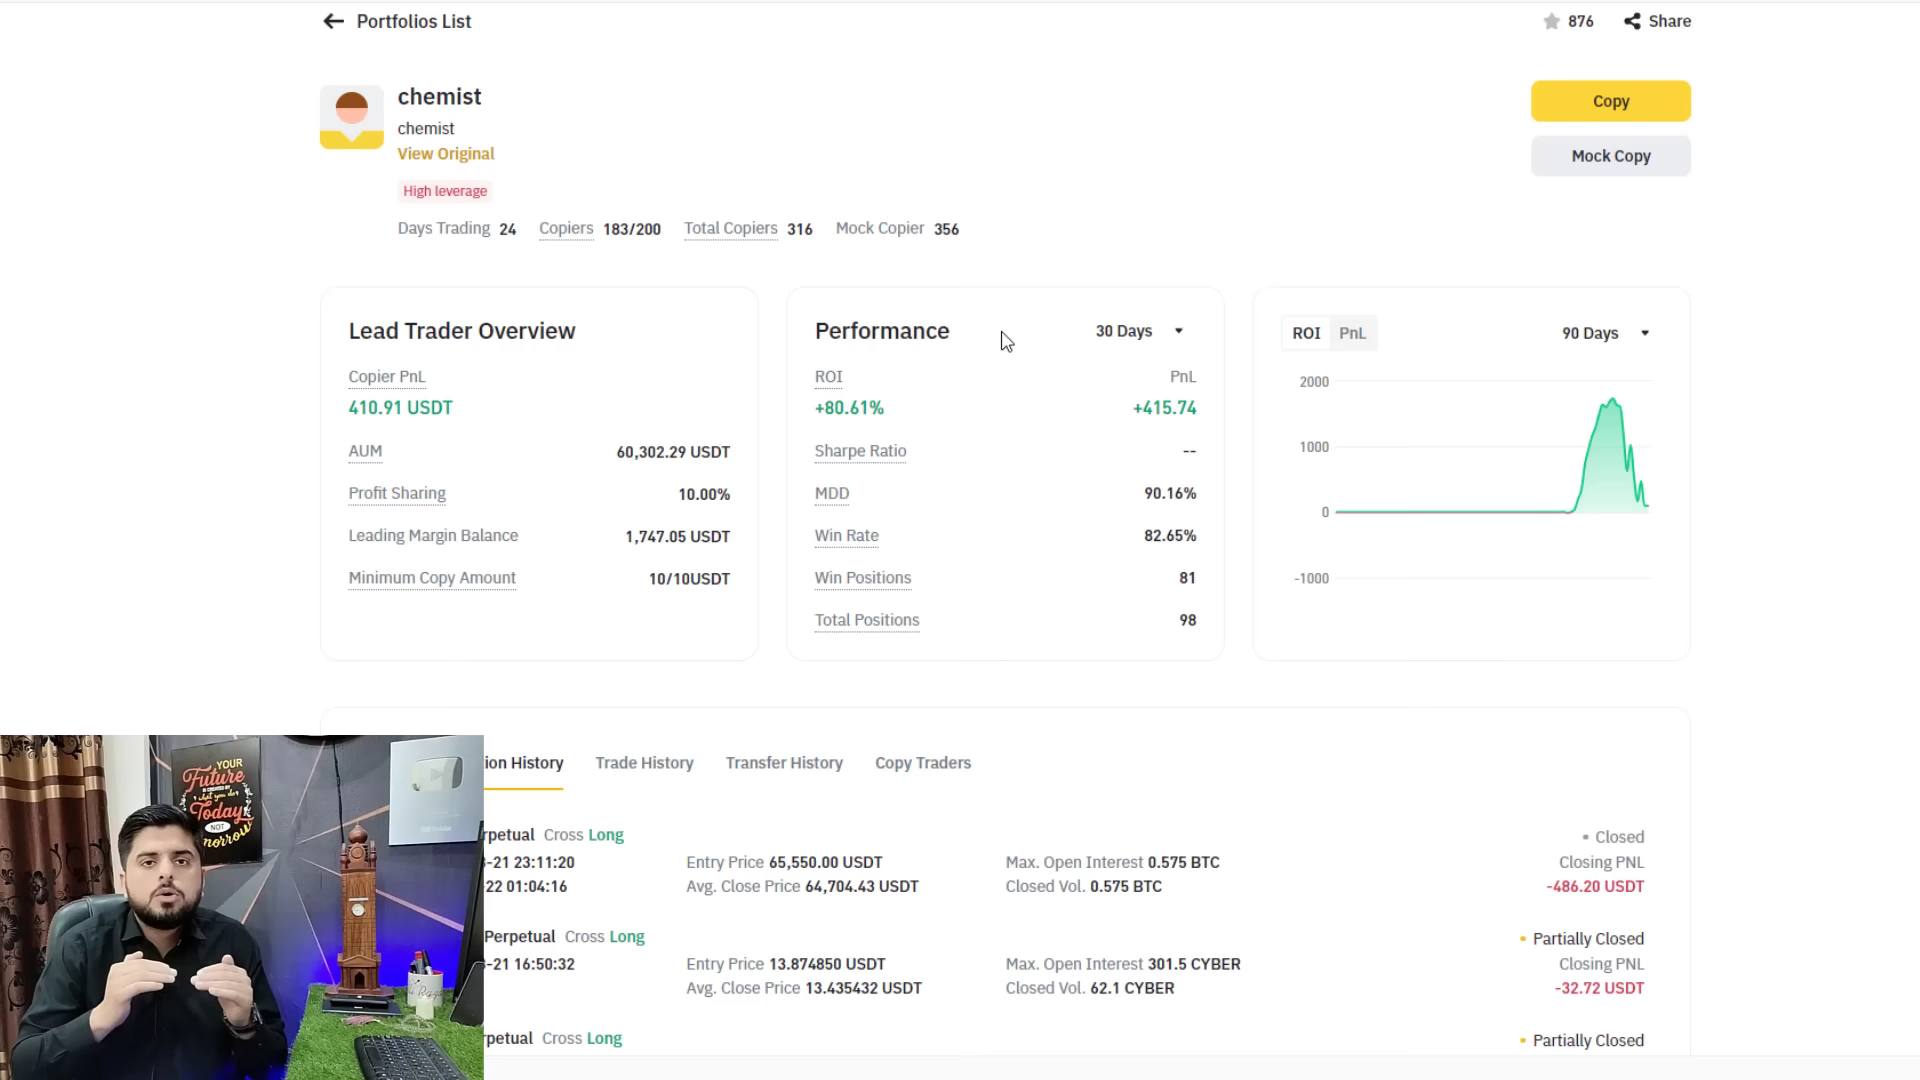 Portfolios List
876
Share
chemist
chemist
View Original
High leverage
Days Trading 24 Copiers 183/200 Total Copiers 316 Mock Copier 356
Copy
Mock Copy
Lead Trader Overview
Copier PnL
410.91 USDT
AUM 60,302.29 USDT
Profit Sharing 10.00%
Leading Margin Balance 1,747.05 USDT
Minimum Copy Amount 10/10USDT
Performance 30 Days
ROI PnL
+80.61% +415.74
Sharpe Ratio --
MDD 90.16%
Win Rate 82.65%
Win Positions 81
Total Positions 98
ROI PnL 90 Days
2000
1000
0
-1000
ion History Trade History Transfer History Copy Traders
rpetual Cross Long Closed
-21 23:11:20 Entry Price 65,550.00 USDT Max. Open Interest 0.575 BTC Closing PNL
22 01:04:16 Avg. Close Price 64,704.43 USDT Closed Vol. 0.575 BTC -486.20 USDT
Perpetual Cross Long Partially Closed
-21 16:50:32 Entry Price 13.874850 USDT Max. Open Interest 301.5 CYBER Closing PNL
Avg. Close Price 13.435432 USDT Closed Vol. 62.1 CYBER -32.72 USDT
rpetual Cross Long Partially Closed
YOUR
Future
IS CREATED BY
what you do
Today
NOT
morrow